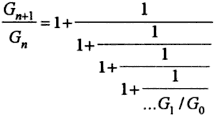 G_{n+1}/G_n = 1 + 1/(1 + 1/(1 + 1/(1 + 1/(...G_1 / G_0))))